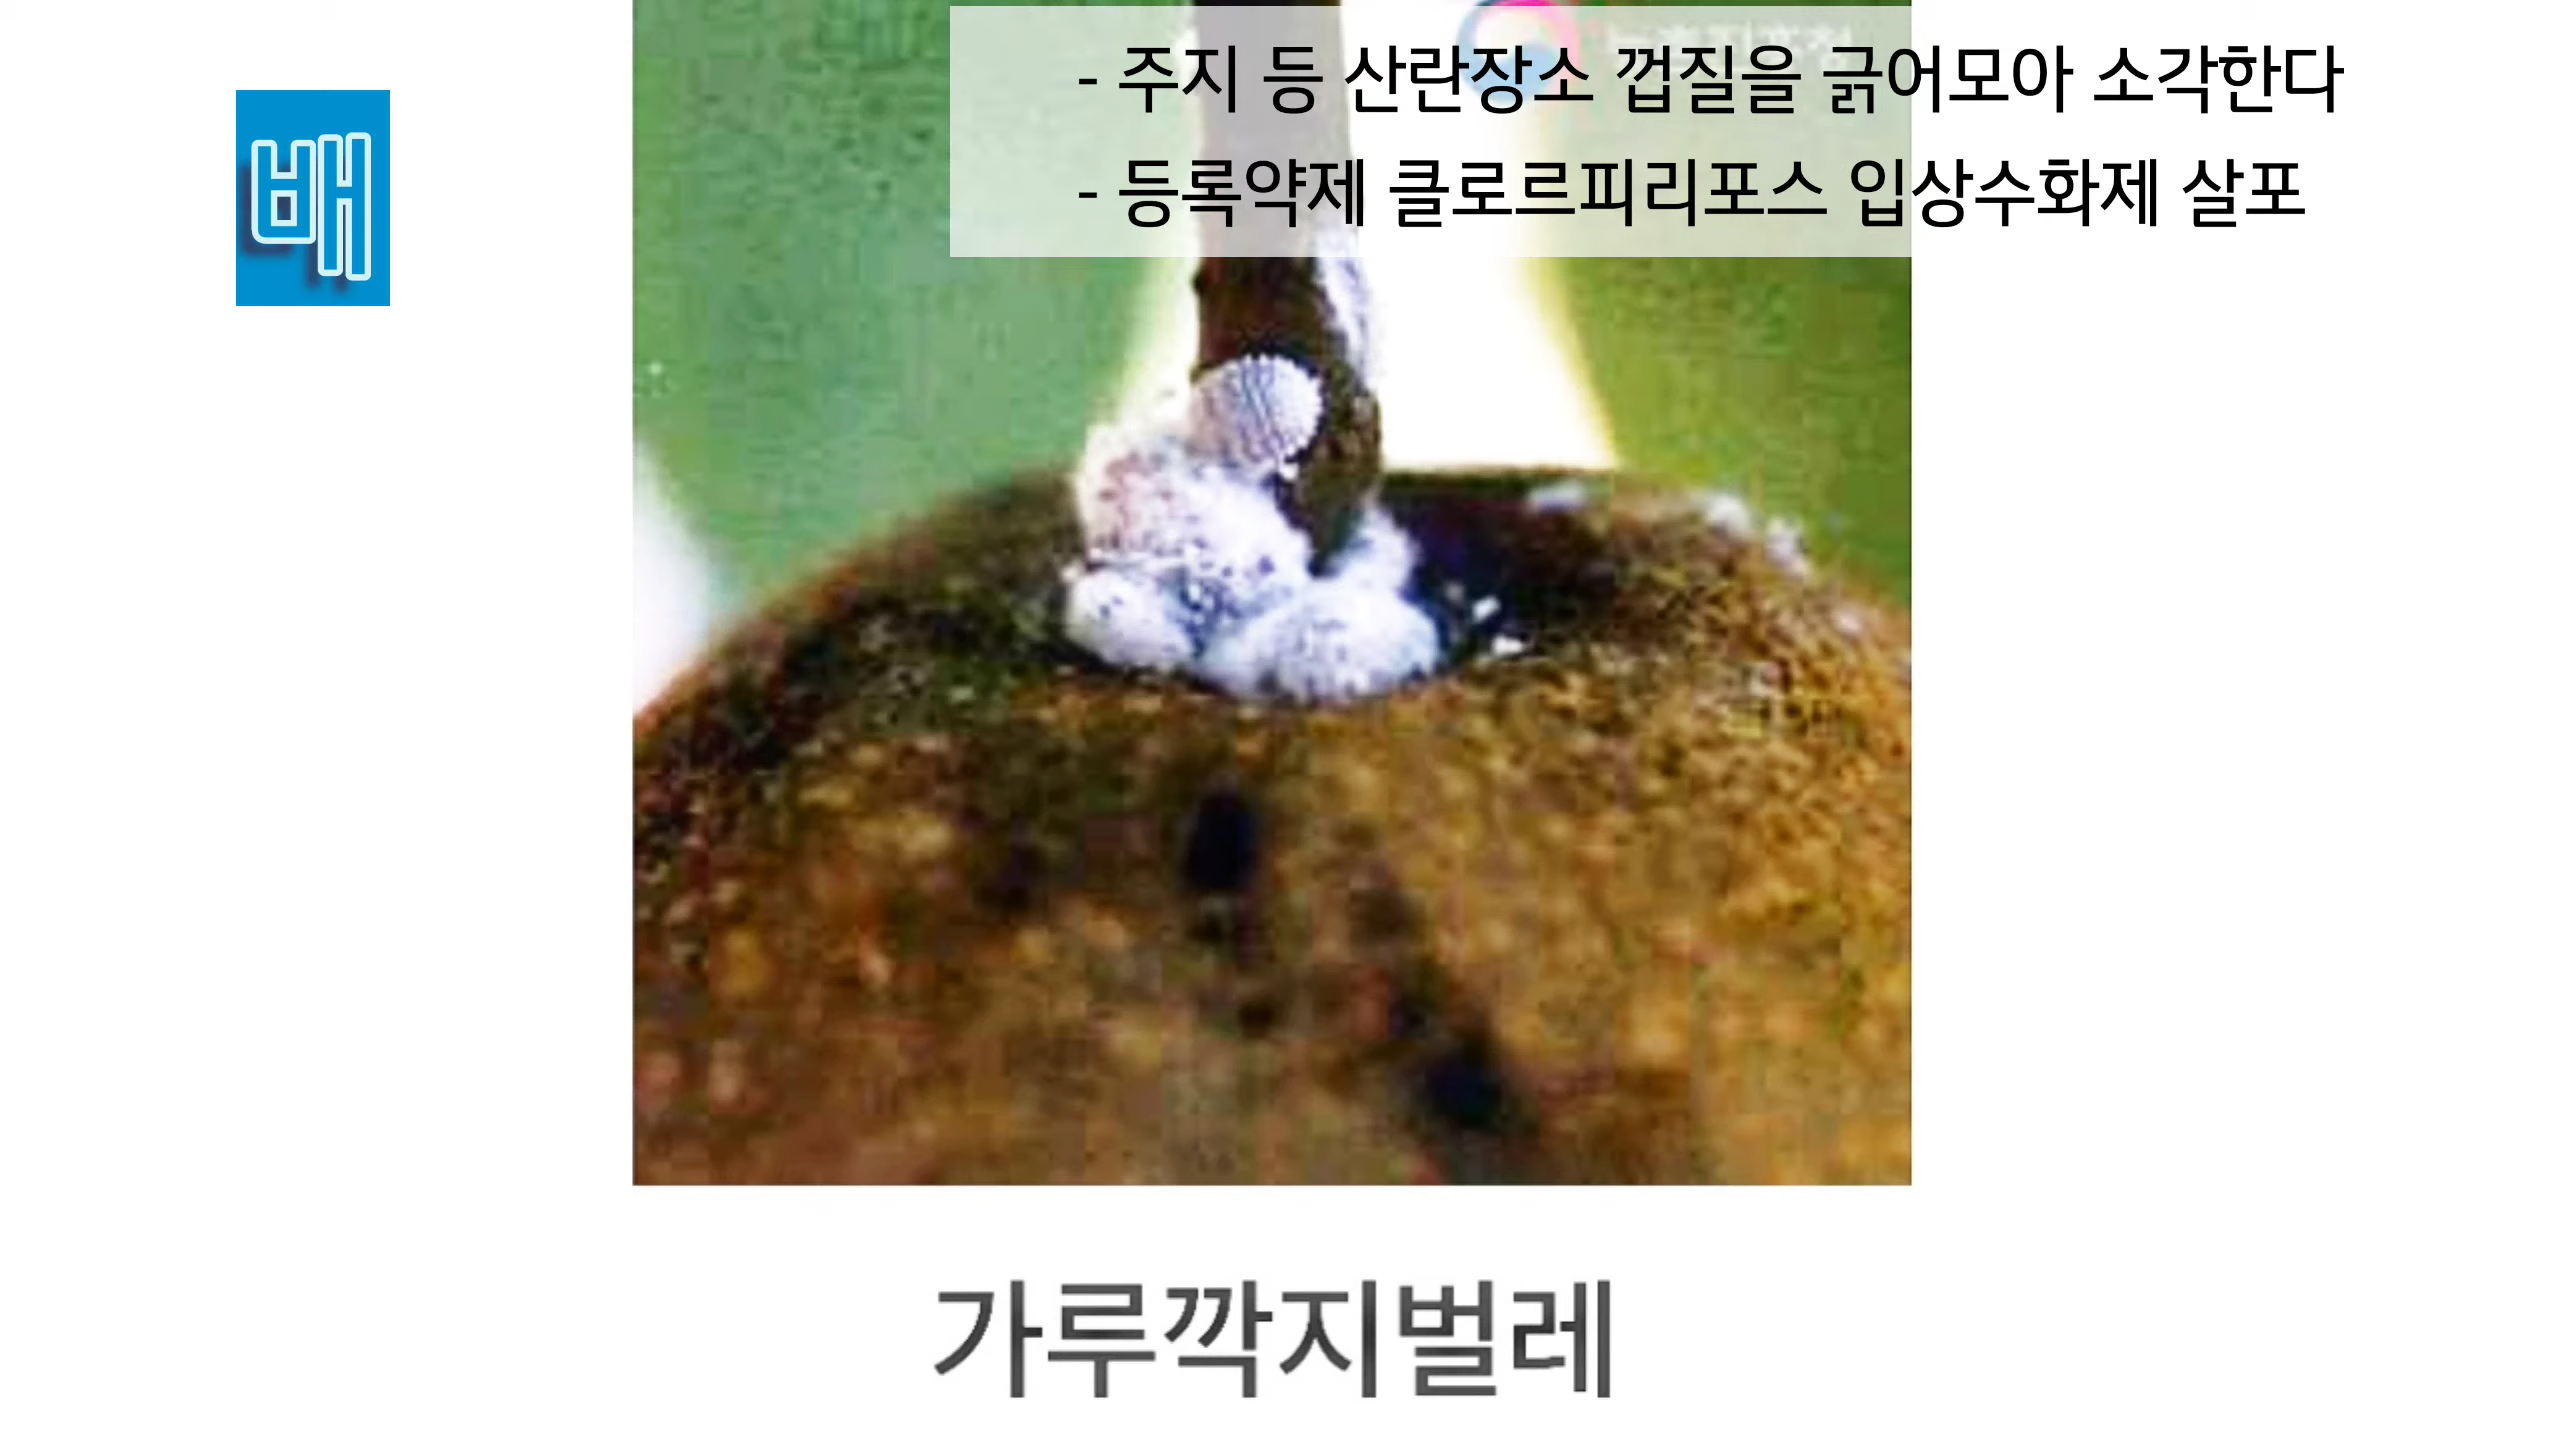 배
- 주지 등 산란장소 껍질을 긁어모아 소각한다
- 등록약제 클로르피리포스 입상수화제 살포
가루깍지벌레